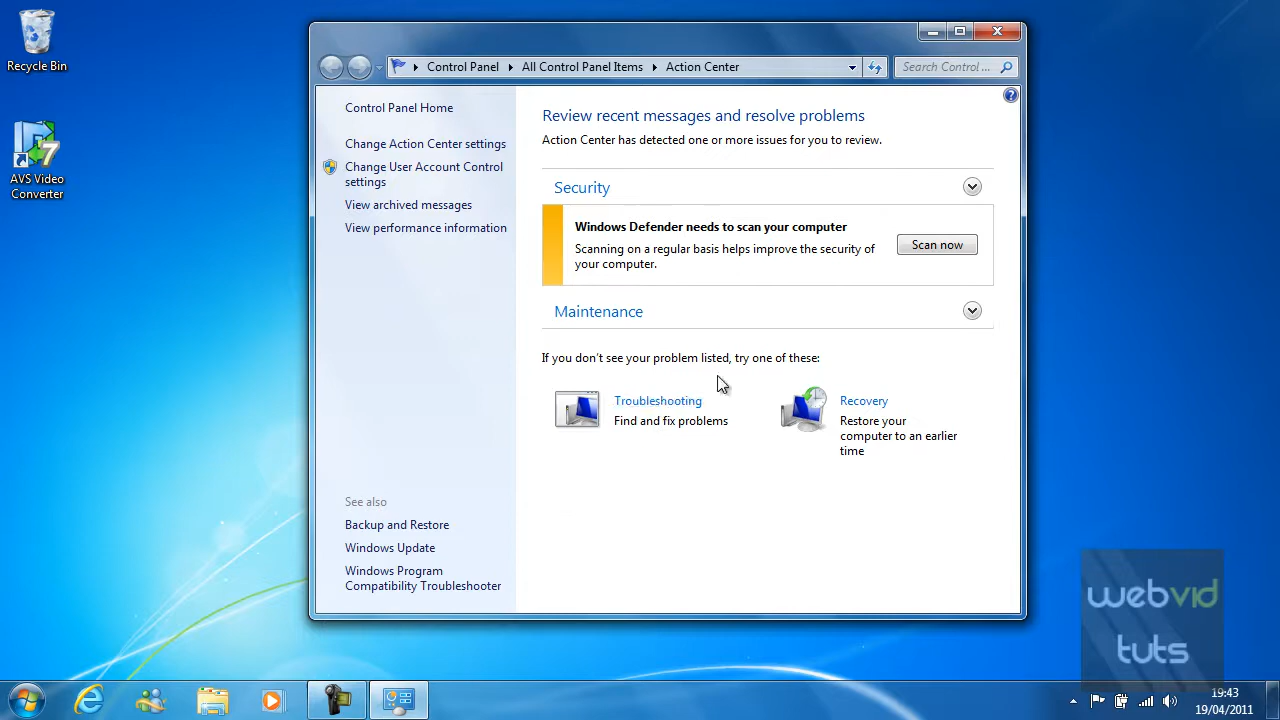 Recycle Bin
AVS Video
Converter
Control Panel
All Control Panel Items
Action Center
Search Control ...
Control Panel Home
Change Action Center settings
Change User Account Control
settings
View archived messages
View performance information
See also
Backup and Restore
Windows Update
Windows Program
Compatibility Troubleshooter
Review recent messages and resolve problems
Action Center has detected one or more issues for you to review.
Security
Windows Defender needs to scan your computer
Scanning on a regular basis helps improve the security of
your computer.
Scan now
Maintenance
If you don't see your problem listed, try one of these:
Troubleshooting
Find and fix problems
Recovery
Restore your
computer to an earlier
time
webvid
tuts
19:43
19/04/2011